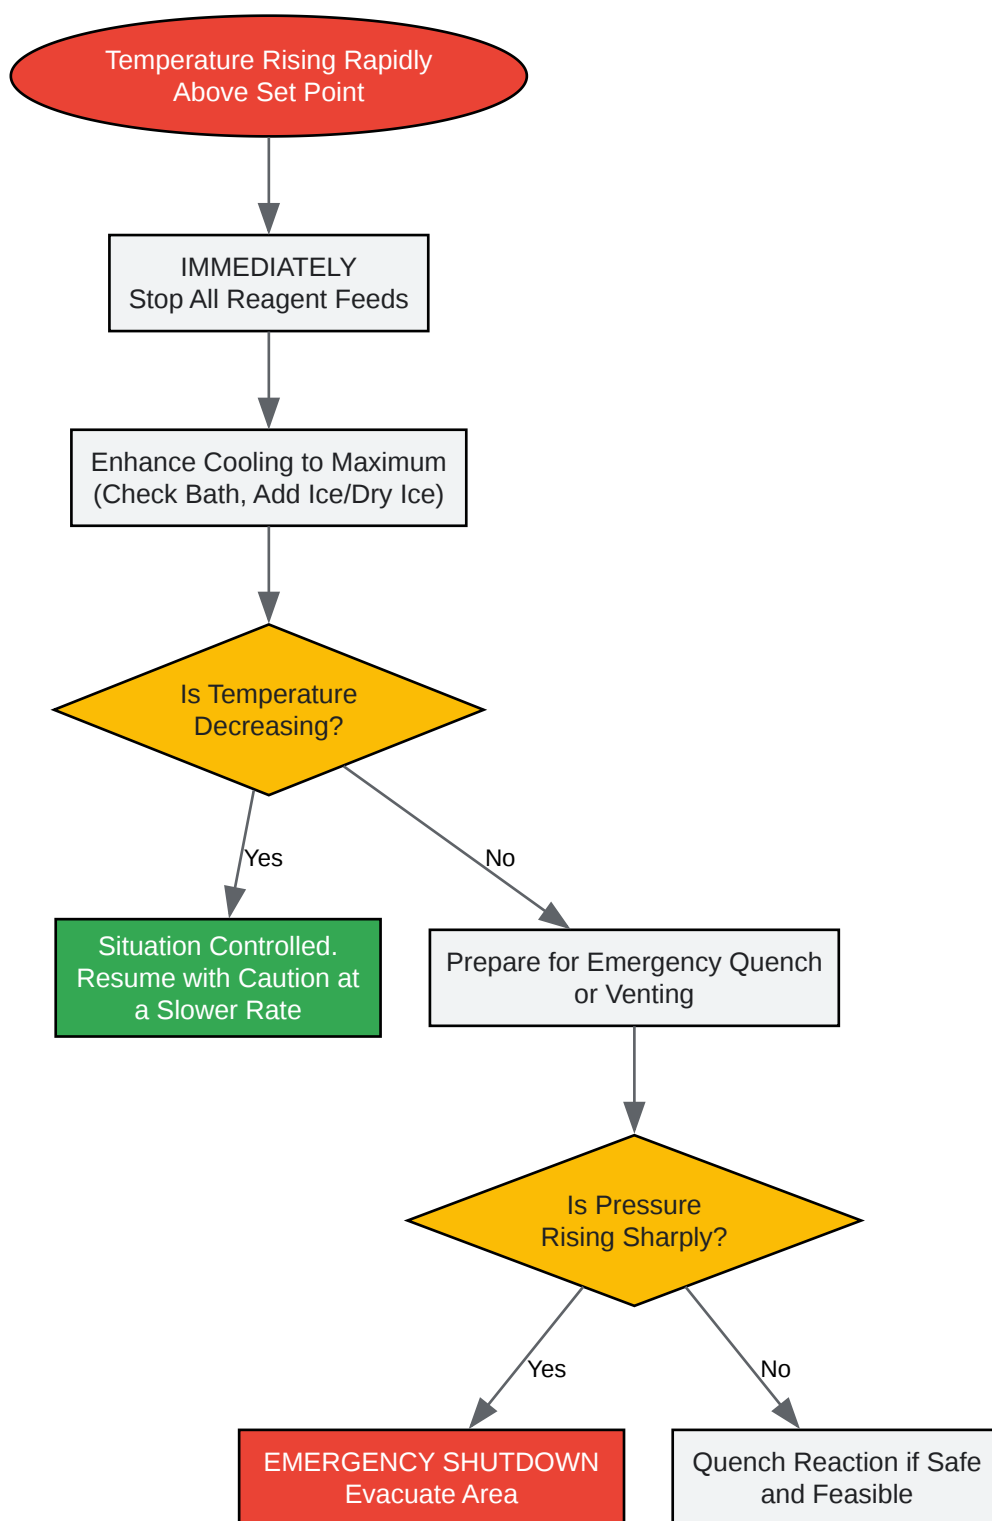 Temperature Rising Rapidly
Above Set Point
IMMEDIATELY
Stop All Reagent Feeds
Enhance Cooling to Maximum
(Check Bath, Add Ice/Dry Ice)
Is Temperature
Decreasing?
Yes
No
Situation Controlled.
Resume with Caution at
a Slower Rate
Prepare for Emergency Quench
or Venting
Is Pressure
Rising Sharply?
Yes
No
EMERGENCY SHUTDOWN
Evacuate Area
Quench Reaction if Safe
and Feasible